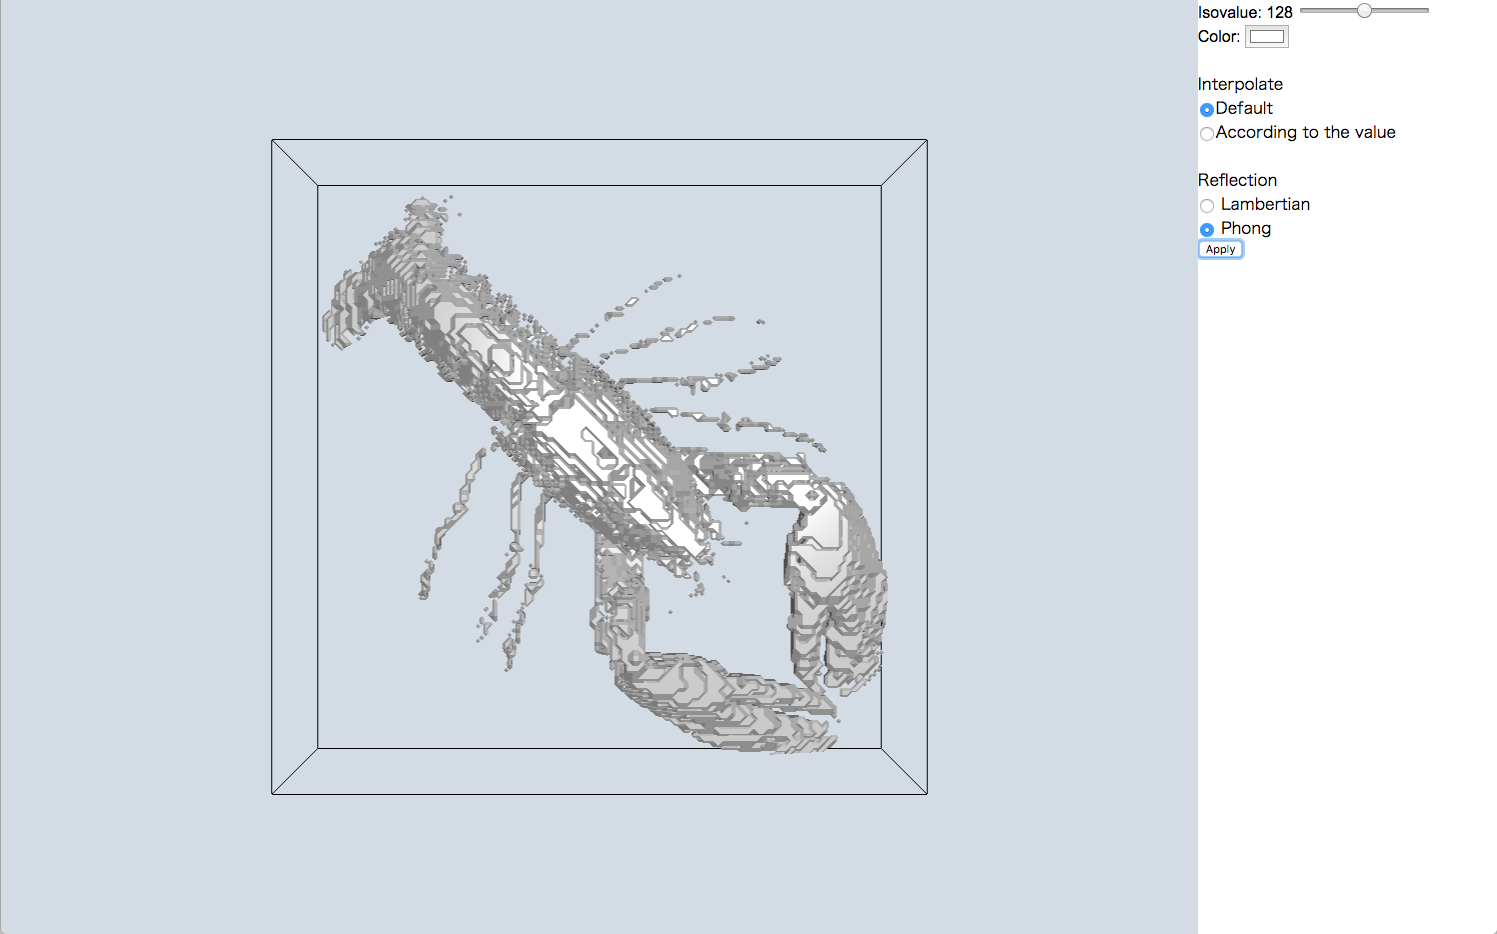 Isovalue: 128
Color:
Interpolate
Default
According to the value
Reflection
Lambertian
Phong
Apply